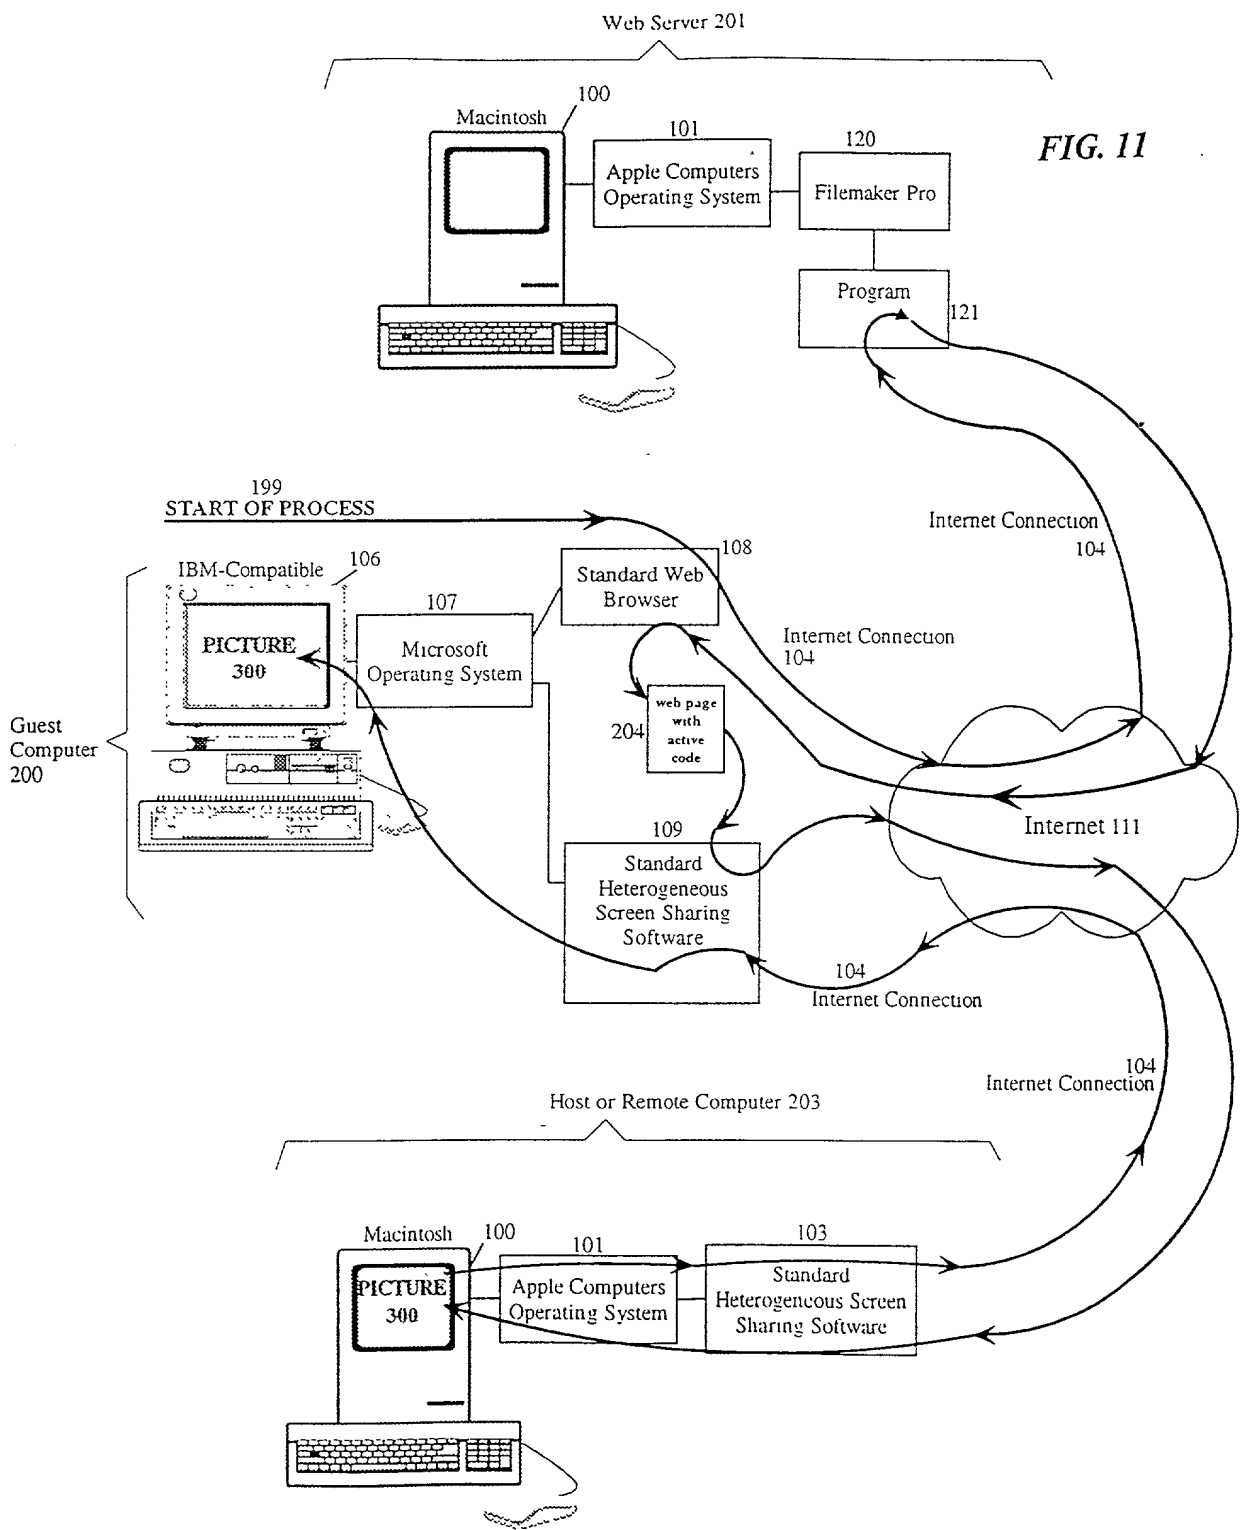 Web Server 201
100
Macintosh
101
120
FIG. 11
Apple Computers
Operating System
Filemaker Pro
Program
121
199
START OF PROCESS
Internet Connection
104
108
106
IBM-Compatible
Standard Web
Browser
107
Internet Connection
104
PICTURE
300
Microsoft
Operating System
web page
with
active
code
204
Guest
Computer
200
109
Internet 111
Standard
Heterogeneous
Screen Sharing
Software
104
Internet Connection
104
Internet Connection
Host or Remote Computer 203
Macintosh
100
101
103
PICTURE
300
Apple Computers
Operating System
Standard
Heterogeneous Screen
Sharing Software